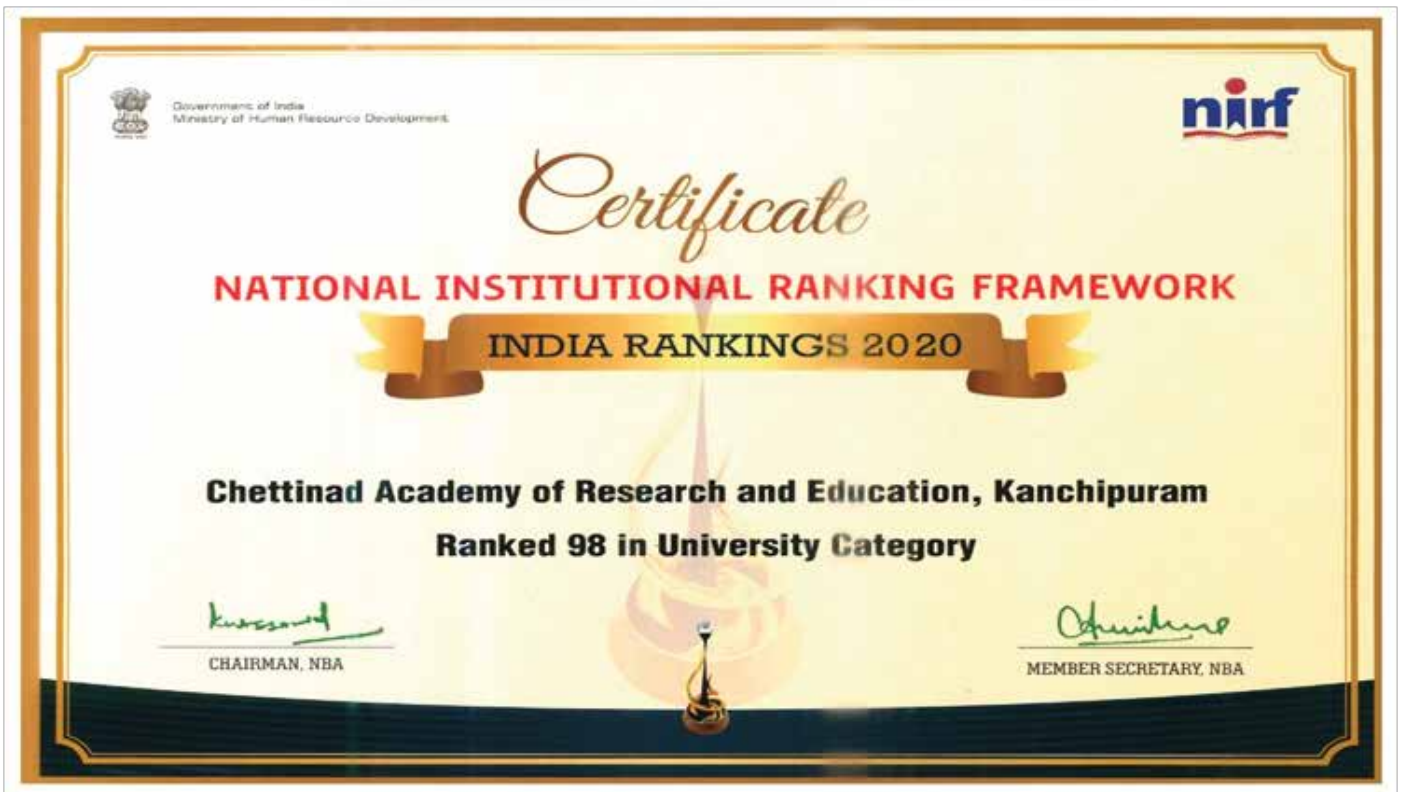 Government of India
Ministry of Human Resource Development
nirf
Certificate
NATIONAL INSTITUTIONAL RANKING FRAMEWORK
INDIA RANKINGS 2020
Chettinad Academy of Research and Education, Kanchipuram
Ranked 98 in University Category
CHAIRMAN, NBA
MEMBER SECRETARY, NBA